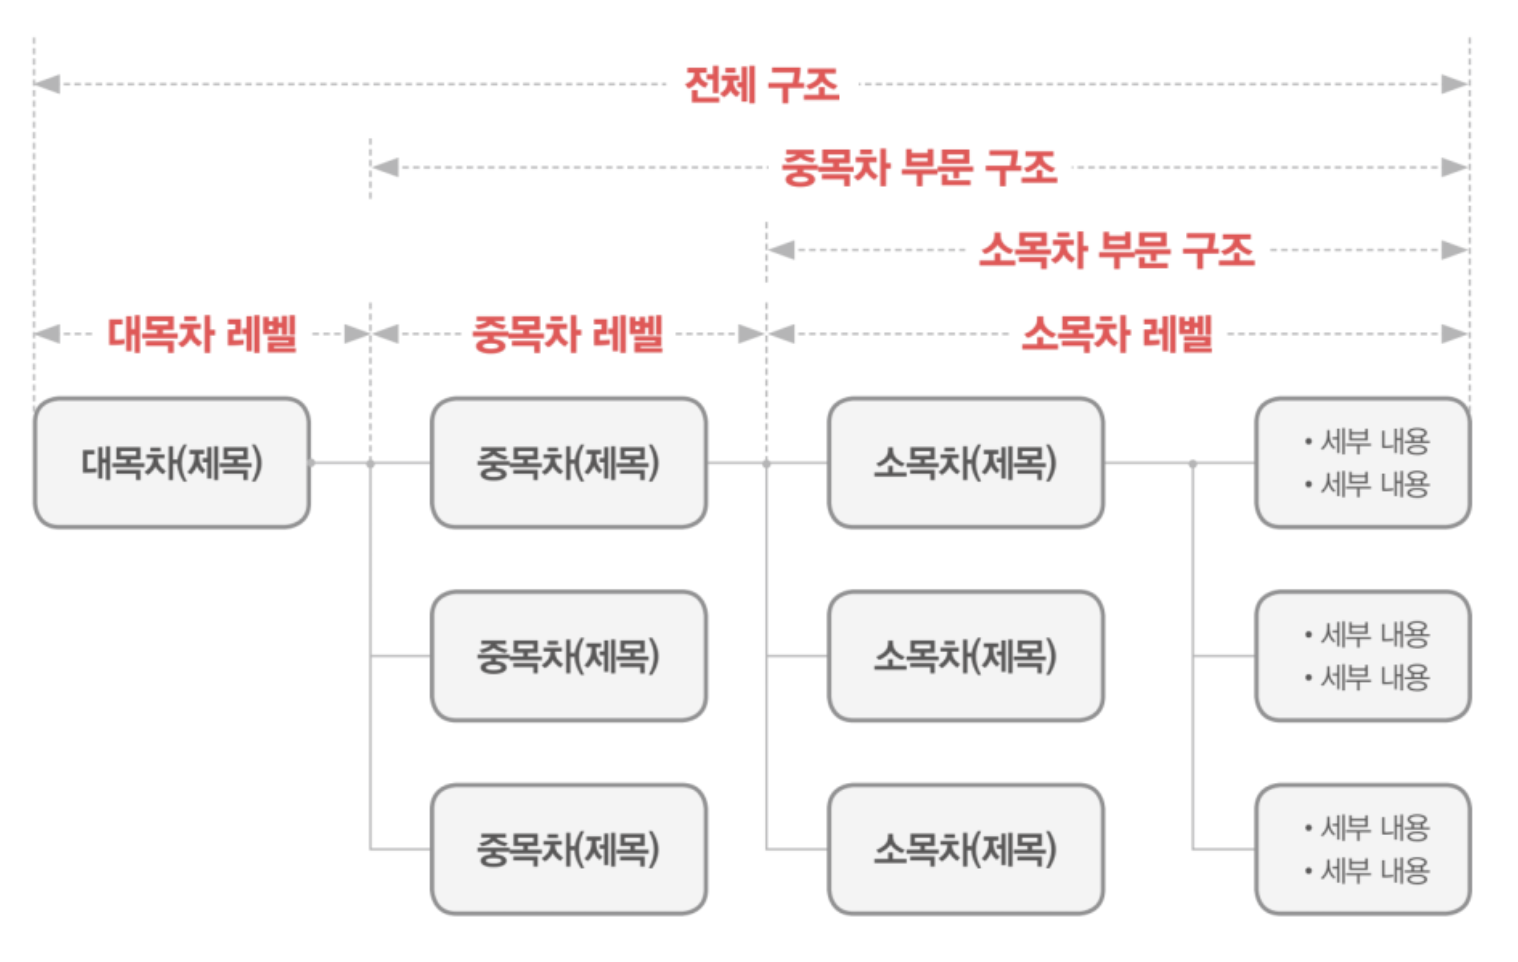 전체 구조
중목차 부문 구조
소목차 부문 구조
대목차 레벨
중목차 레벨
소목차 레벨
대목차(제목)
중목차(제목)
소목차(제목)
• 세부 내용
• 세부 내용
중목차(제목)
소목차(제목)
• 세부 내용
• 세부 내용
중목차(제목)
소목차(제목)
• 세부 내용
• 세부 내용